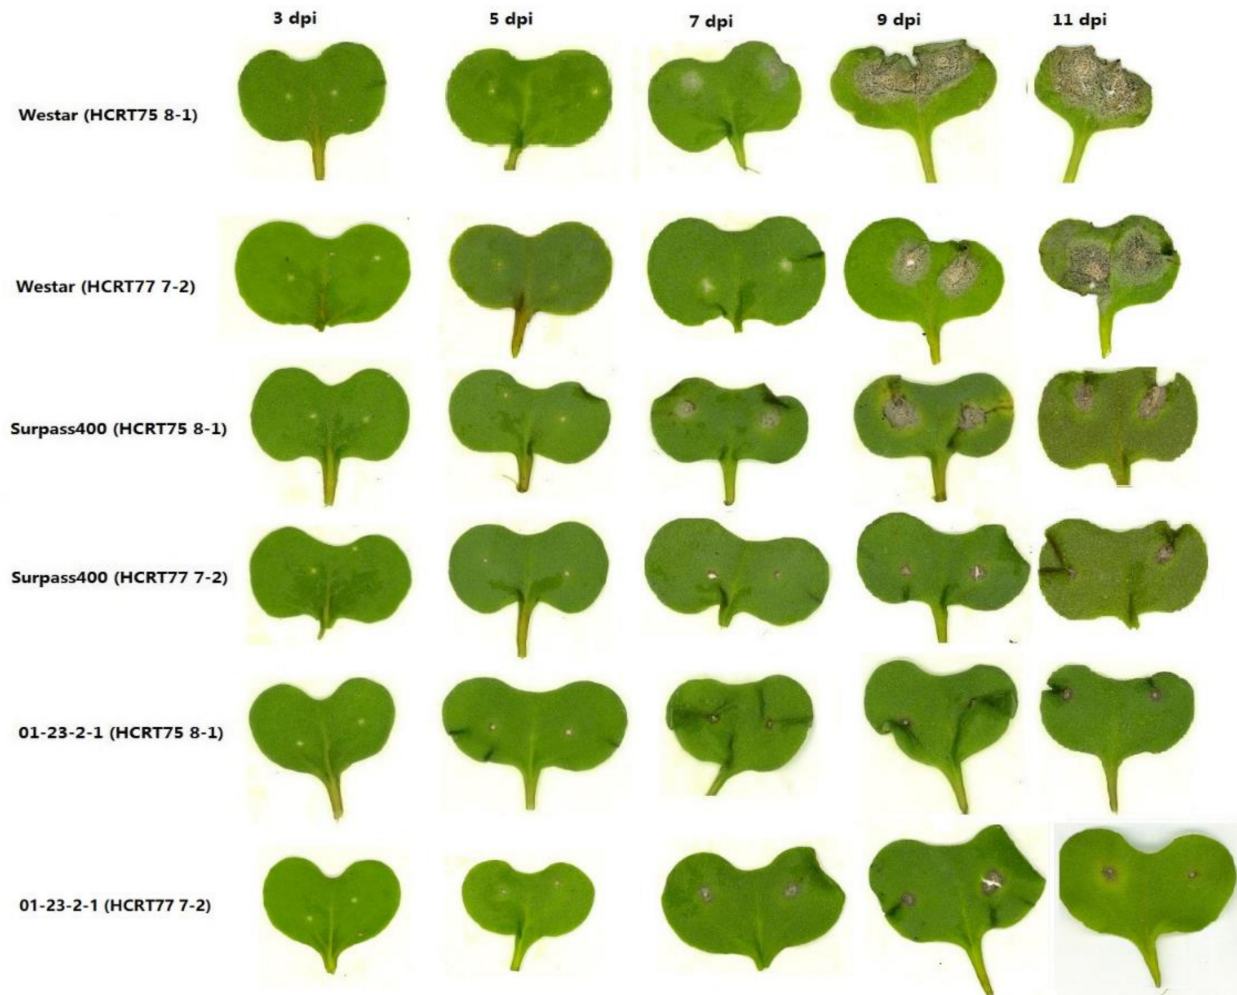 3 dpi 5 dpi 7 dpi 9 dpi 11 dpi
Westar (HCRT75 8-1)
Westar (HCRT77 7-2)
Surpass400 (HCRT75 8-1)
Surpass400 (HCRT77 7-2)
01-23-2-1 (HCRT75 8-1)
01-23-2-1 (HCRT77 7-2)